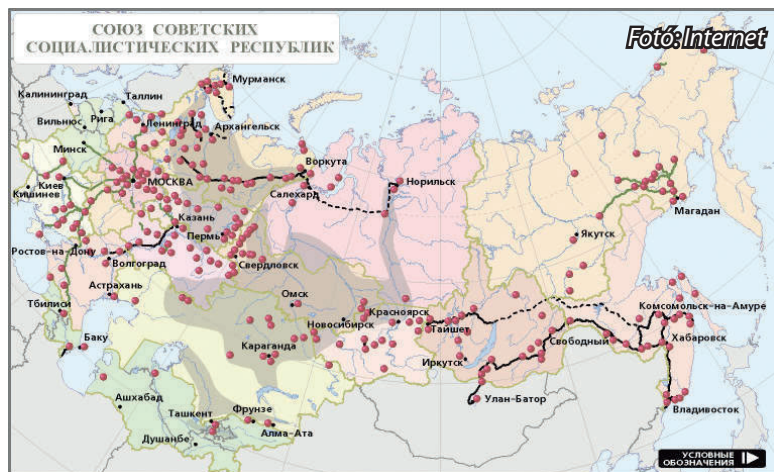 СОЮЗ СОВЕТСКИХ
СОЦИАЛИСТИЧЕСКИХ РЕСПУБЛИК
Fotó: Internet
Мурманск
Калининград
Таллин
Рига
Вильнюс
Ленинград
Архангельск
Минск
Воркута
Киев
МОСКВА
Салехард
Норильск
Кишинев
Магадан
Казань
Якутск
Пермь
Ростов-на-Дону
Волгоград
Свердловск
Астрахань
Омск
Красноярск
Комсомольск-на-Амуре
Тбилиси
Новосибирск
Тайшет
Свободный
Хабаровск
Баку
Караганда
Иркутск
Улан-Батор
Ашхабад
Ташкент
Фрунзе
Владивосток
Душанбе
Алма-Ата
УСЛОВНЫЕ
ОБОЗНАЧЕНИЯ